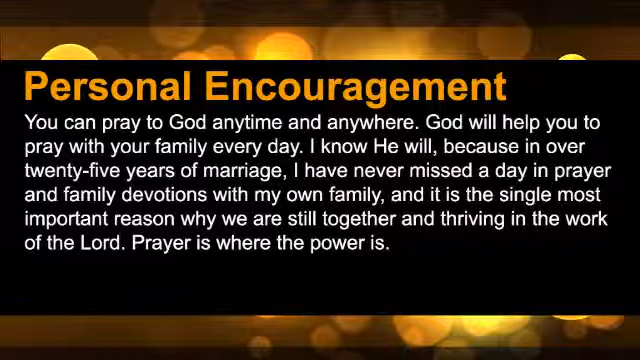 Personal Encouragement
You can pray to God anytime and anywhere. God will help you to
pray with your family every day. I know He will, because in over
twenty-five years of marriage, I have never missed a day in prayer
and family devotions with my own family, and it is the single most
important reason why we are still together and thriving in the work
of the Lord. Prayer is where the power is.